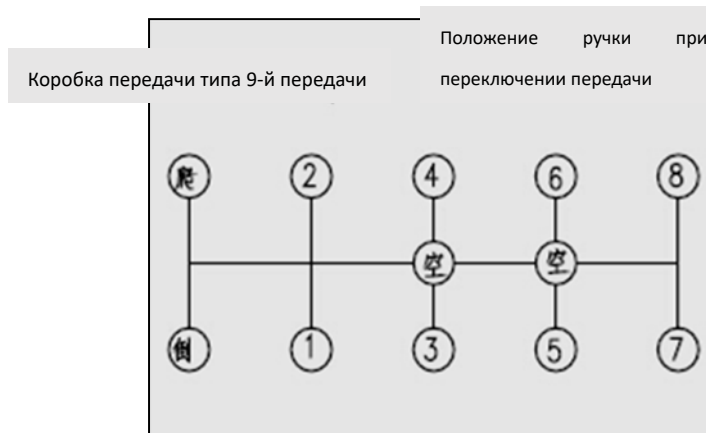 Положение ручки при
переключении передачи
Коробка передачи типа 9-й передачи
爬 2 4 6 8
空 空
倒 1 3 5 7